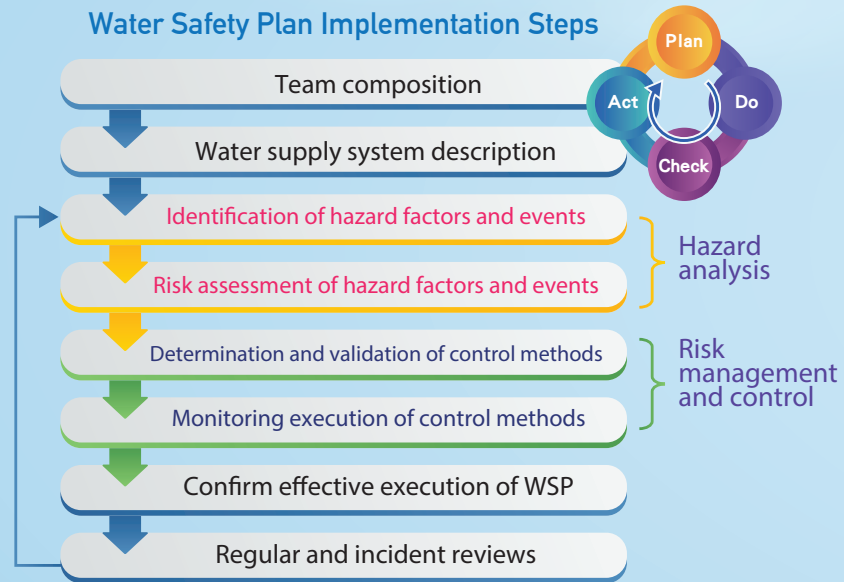 Water Safety Plan Implementation Steps
Plan
Do
Check
Act
Team composition
Water supply system description
Identification of hazard factors and events
Risk assessment of hazard factors and events
Hazard
analysis
Determination and validation of control methods
Monitoring execution of control methods
Risk
management
and control
Confirm effective execution of WSP
Regular and incident reviews